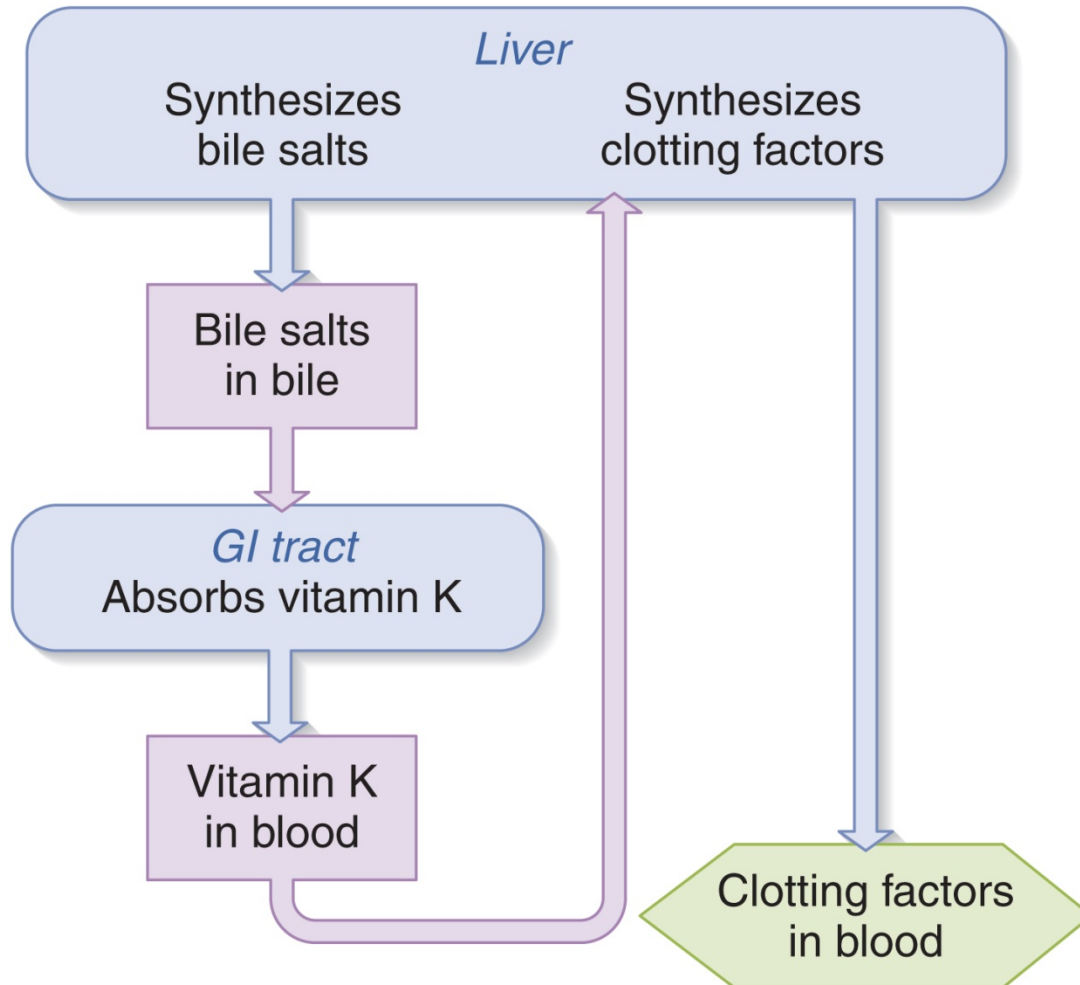 Liver
Synthesizes
bile salts
Synthesizes
clotting factors
Bile salts
in bile
GI tract
Absorbs vitamin K
Vitamin K
in blood
Clotting factors
in blood